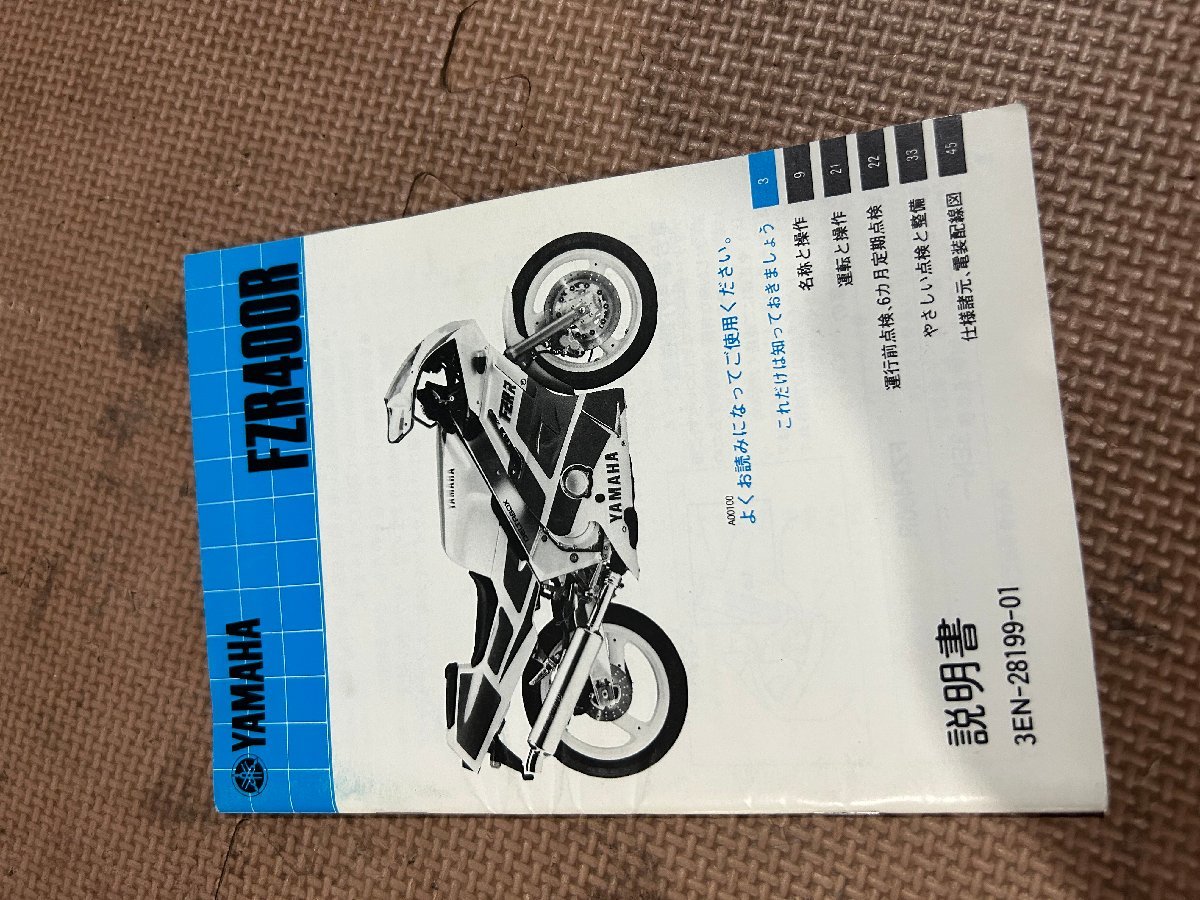 YAMAHA
FZR400R
YAMAHA
FZR R
YAMAHA
A00100
よくお読みになってご使用ください。
これだけは知っておきましょう 3
名称と操作 9
運転と操作 21
運行前点検、6カ月定期点検 22
やさしい点検と整備 33
仕様諸元、電装配線図 45
説明書
3EN-28199-01